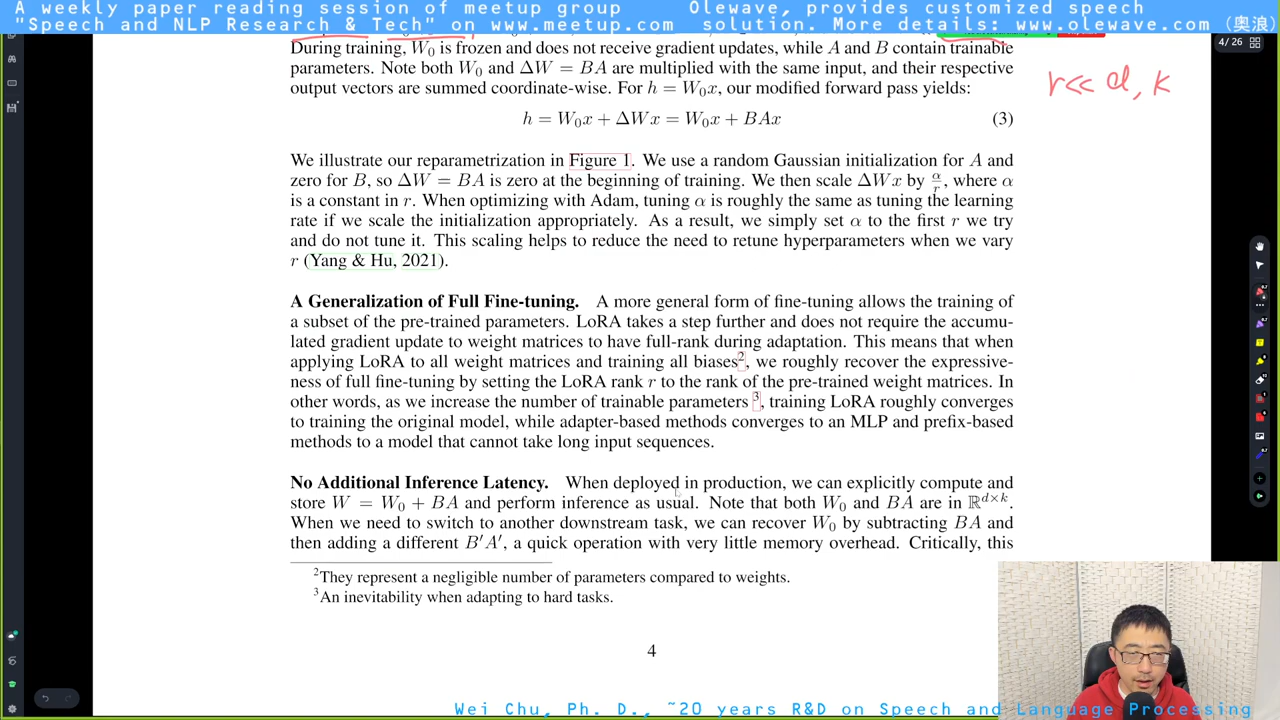 A weekly paper reading session of meetup group
"Speech and NLP Research & Tech" on www.meetup.com
Olewave, provides customized speech
solution. More details: www.olewave.com (奥浪)
4/26
During training, W₀ is frozen and does not receive gradient updates, while A and B contain trainable
parameters. Note both W₀ and ΔW = BA are multiplied with the same input, and their respective
output vectors are summed coordinate-wise. For h = W₀x, our modified forward pass yields:
r<< d, k
h = W₀x + ΔWx = W₀x + BAx (3)
We illustrate our reparametrization in Figure 1. We use a random Gaussian initialization for A and
zero for B, so ΔW = BA is zero at the beginning of training. We then scale ΔWx by α/r, where α
is a constant in r. When optimizing with Adam, tuning α is roughly the same as tuning the learning
rate if we scale the initialization appropriately. As a result, we simply set α to the first r we try
and do not tune it. This scaling helps to reduce the need to retune hyperparameters when we vary
r (Yang & Hu, 2021).
A Generalization of Full Fine-tuning. A more general form of fine-tuning allows the training of
a subset of the pre-trained parameters. LoRA takes a step further and does not require the accumu-
lated gradient update to weight matrices to have full-rank during adaptation. This means that when
applying LoRA to all weight matrices and training all biases², we roughly recover the expressive-
ness of full fine-tuning by setting the LoRA rank r to the rank of the pre-trained weight matrices. In
other words, as we increase the number of trainable parameters ³, training LoRA roughly converges
to training the original model, while adapter-based methods converges to an MLP and prefix-based
methods to a model that cannot take long input sequences.
No Additional Inference Latency. When deployed in production, we can explicitly compute and
store W = W₀ + BA and perform inference as usual. Note that both W₀ and BA are in ℝᵈˣᵏ.
When we need to switch to another downstream task, we can recover W₀ by subtracting BA and
then adding a different B′A′, a quick operation with very little memory overhead. Critically, this
²They represent a negligible number of parameters compared to weights.
³An inevitability when adapting to hard tasks.
4
Wei Chu, Ph. D., ~20 years R&D on Speech and Language Processing